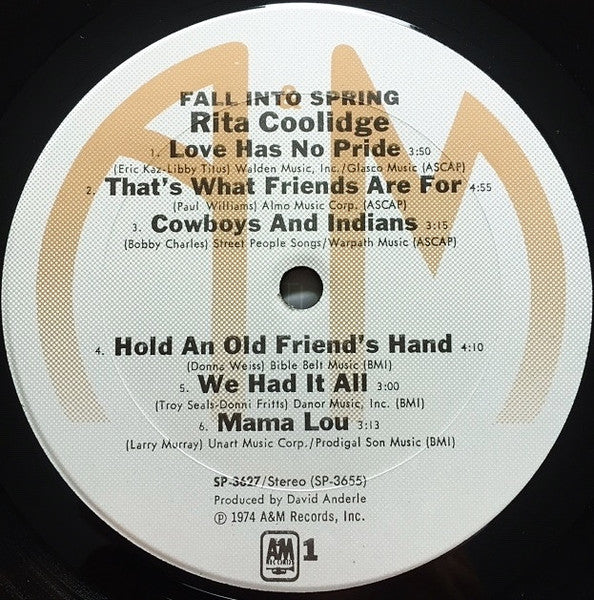 FALL INTO SPRING
Rita Coolidge
1. Love Has No Pride 3:50
(Eric Kaz-Libby Titus) Walden Music, Inc./Glasco Music (ASCAP)
2. That's What Friends Are For 4:55
(Paul Williams) Almo Music Corp. (ASCAP)
3. Cowboys And Indians 3:15
(Bobby Charles) Street People Songs/Warpath Music (ASCAP)
4. Hold An Old Friend's Hand 4:10
(Donna Weiss) Bible Belt Music (BMI)
5. We Had It All 3:00
(Troy Seals-Donni Fritts) Danor Music, Inc. (BMI)
6. Mama Lou 3:13
(Larry Murray) Unart Music Corp./Prodigal Son Music (BMI)
SP-3627/Stereo (SP-3655)
Produced by David Anderle
℗ 1974 A&M Records, Inc.
A&M RECORDS 1